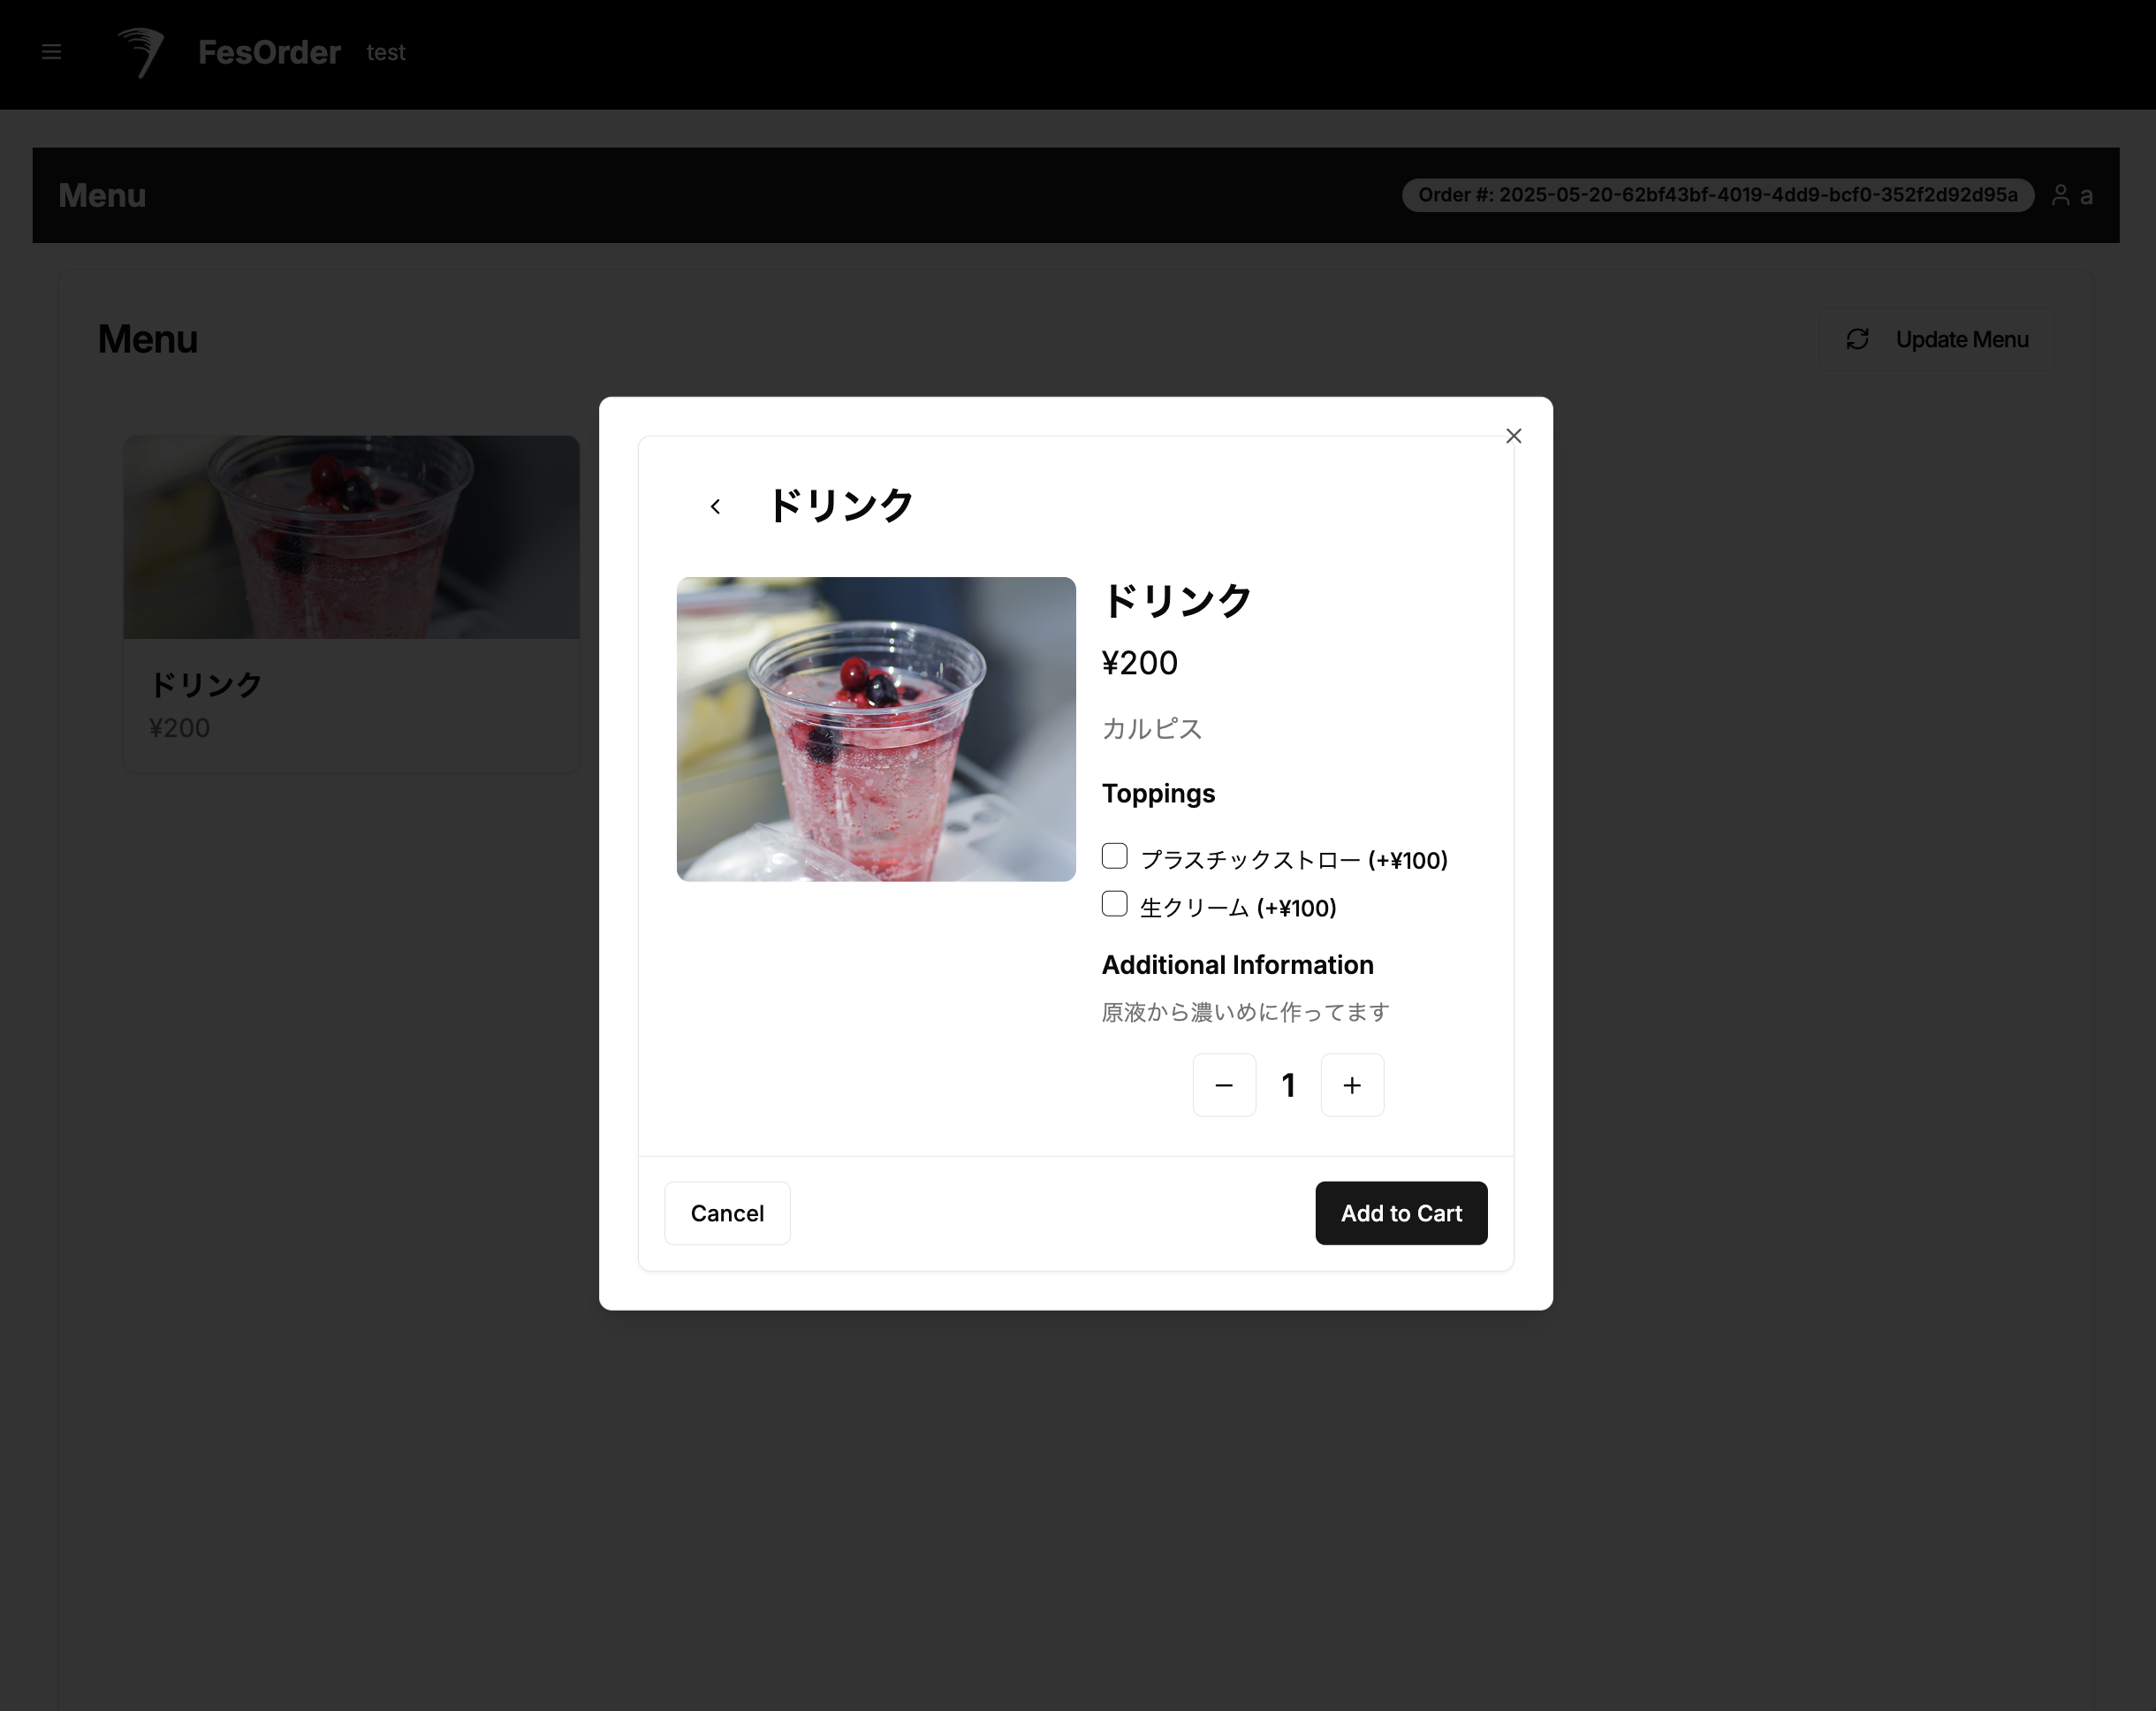 FesOrder test
Menu
Order #: 2025-05-20-62bf43bf-4019-4dd9-bcf0-352f2d92d95a a
Menu
Update Menu
ドリンク
¥200
ドリンク
ドリンク
¥200
カルピス
Toppings
プラスチックストロー (+¥100)
生クリーム (+¥100)
Additional Information
原液から濃いめに作ってます
1
Cancel
Add to Cart